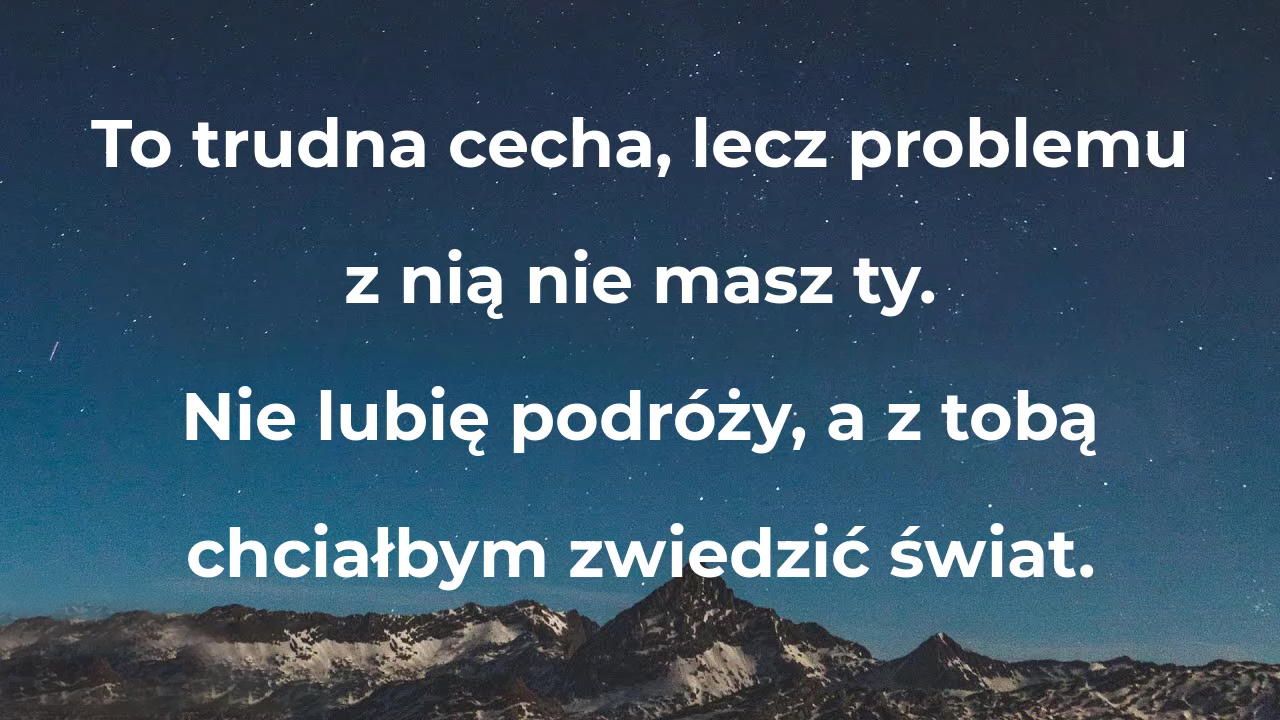 To trudna cecha, lecz problemu
z nią nie masz ty.
Nie lubię podróży, a z tobą
chciałbym zwiedzić świat.